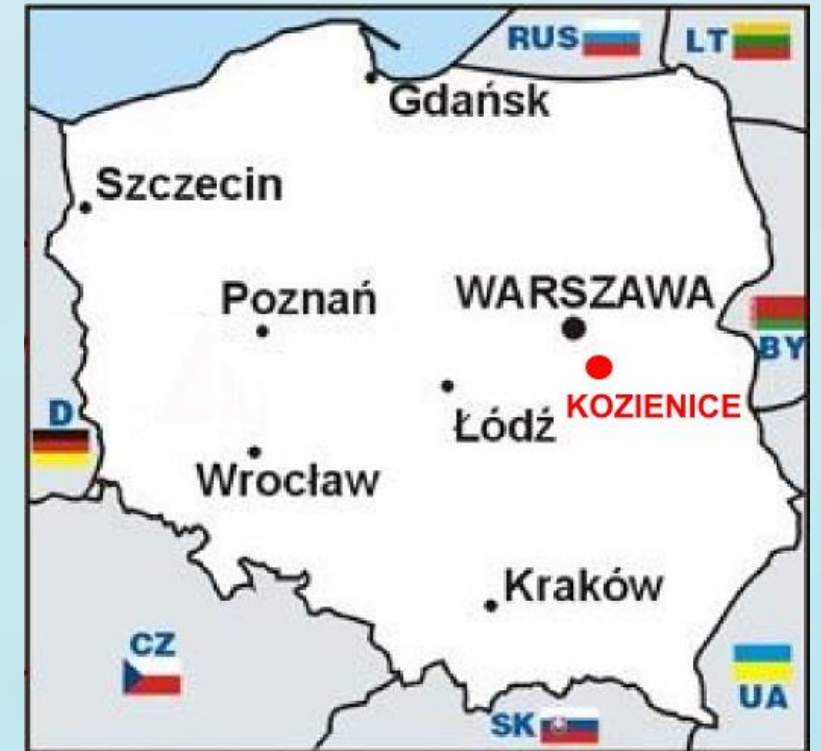 RUS
LT
Gdańsk
Szczecin
Poznań
WARSZAWA
BY
KOZIENICE
D
Łódź
Wrocław
Kraków
CZ
UA
SK